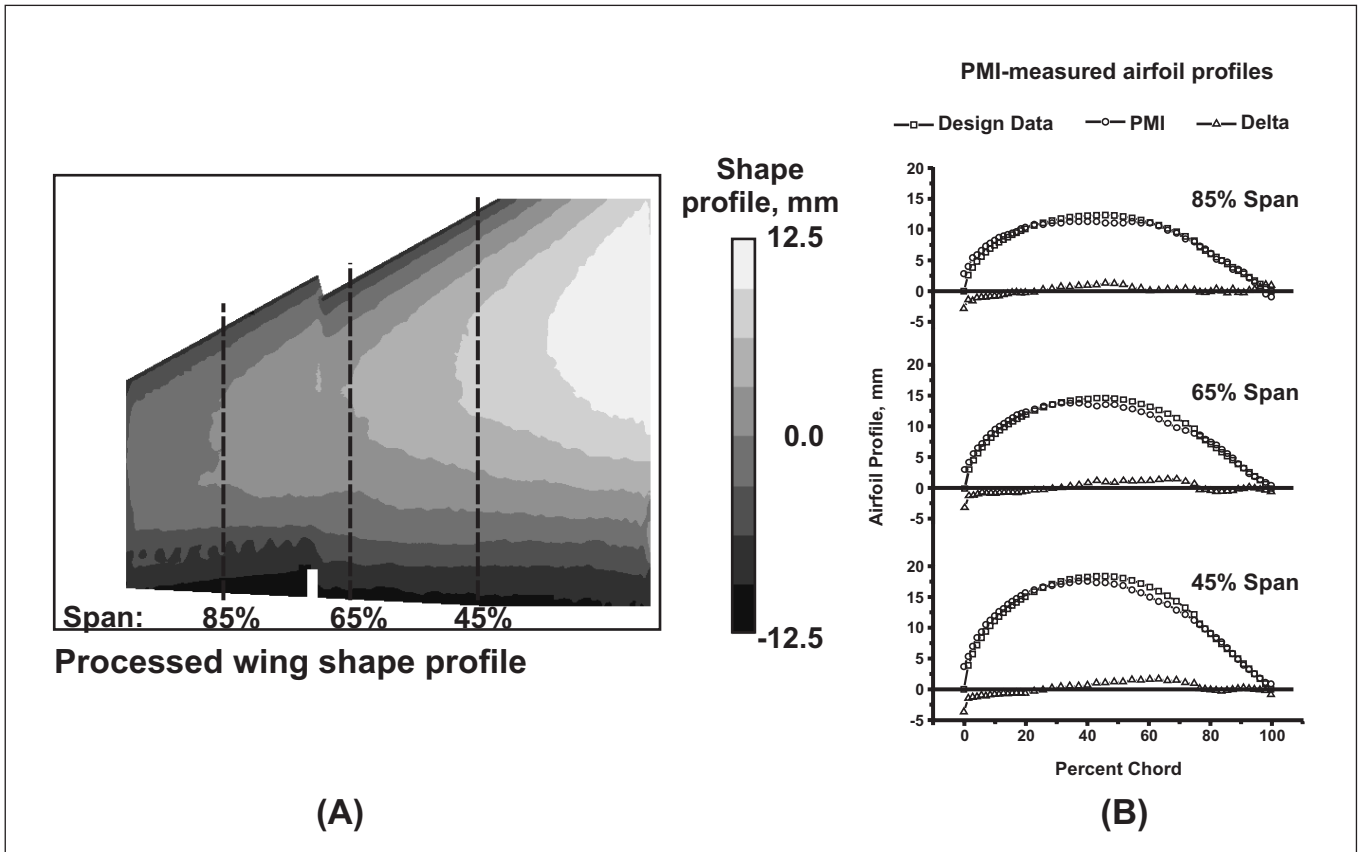 Span: 85% 65% 45%
Processed wing shape profile
(A)
Shape
profile, mm
12.5
0.0
-12.5
PMI-measured airfoil profiles
Design Data PMI Delta
Airfoil Profile, mm
85% Span
20
15
10
5
0
-5
65% Span
20
15
10
5
0
-5
45% Span
20
15
10
5
0
-5
0 20 40 60 80 100
Percent Chord
(B)